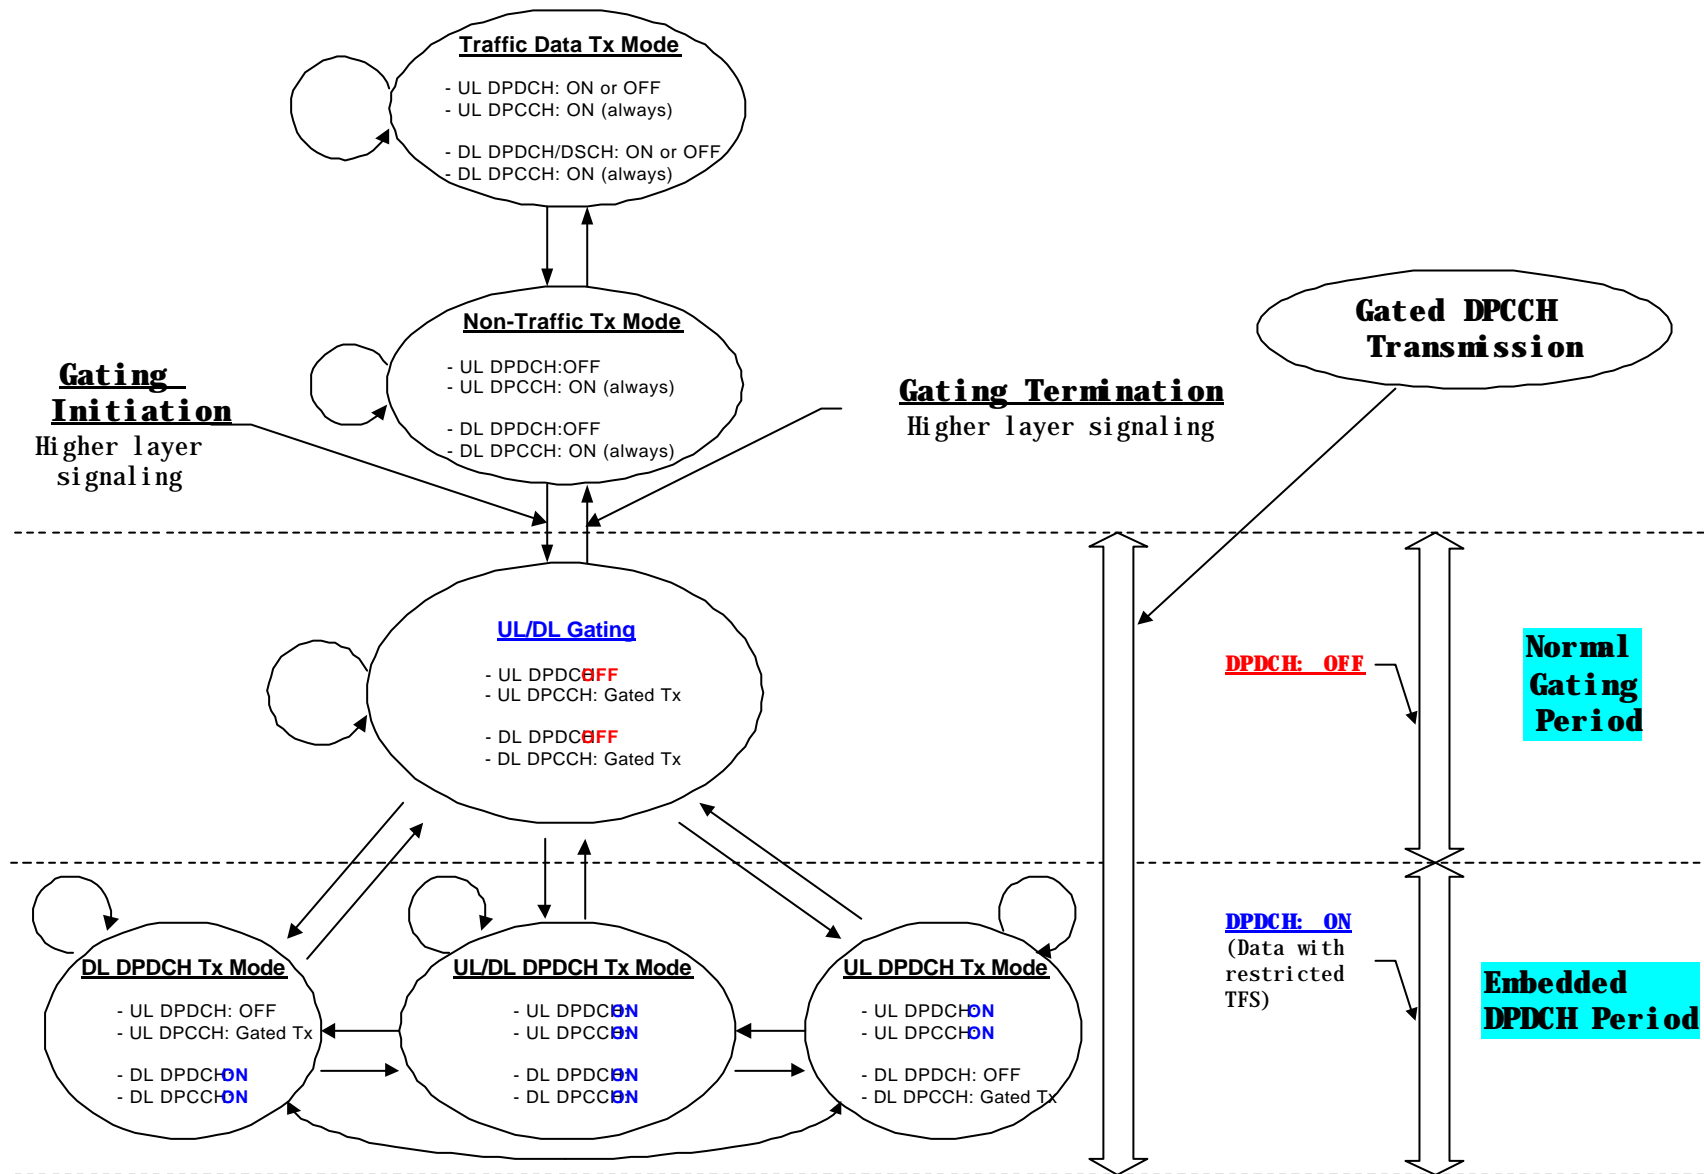 Traffic Data Tx Mode
- UL DPDCH: ON or OFF
- UL DPCCH: ON (always)
- DL DPDCH/DSCH: ON or OFF
- DL DPCCH: ON (always)
Non-Traffic Tx Mode
- UL DPDCH:OFF
- UL DPCCH: ON (always)
- DL DPDCH:OFF
- DL DPCCH: ON (always)
Gating
Initiation
Higher layer
signaling
Gating Termination
Higher layer signaling
Gated DPCCH
Transmission
UL/DL Gating
- UL DPDCH:OFF
- UL DPCCH: Gated Tx
- DL DPDCH:OFF
- DL DPCCH: Gated Tx
DPDCH: OFF
Normal
Gating
Period
DL DPDCH Tx Mode
- UL DPDCH: OFF
- UL DPCCH: Gated Tx
- DL DPDCH:ON
- DL DPCCH:ON
UL/DL DPDCH Tx Mode
- UL DPDCH:ON
- UL DPCCH:ON
- DL DPDCH:ON
- DL DPCCH:ON
UL DPDCH Tx Mode
- UL DPDCH:ON
- UL DPCCH:ON
- DL DPDCH: OFF
- DL DPCCH: Gated Tx
DPDCH: ON
(Data with
restricted
TFS)
Embedded
DPDCH Period